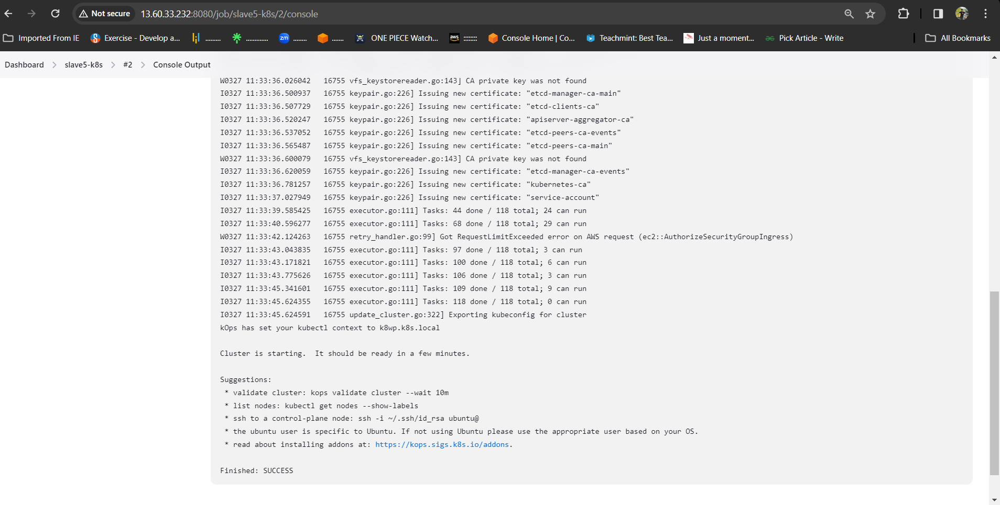 Not secure 13.60.33.232:8080/job/slave5-k8s/2/console
Imported From IE Exercise - Develop a... ......... ............. zm ........ ....... ONE PIECE Watch... aws :::::::: Console Home | Co... Teachmint: Best Tea... Just a moment... Pick Article - Write All Bookmarks
Dashboard slave5-k8s #2 Console Output
W0327 11:33:36.026042 16755 vfs_keystorereader.go:143] CA private key was not found
I0327 11:33:36.500937 16755 keypair.go:226] Issuing new certificate: "etcd-manager-ca-main"
I0327 11:33:36.507729 16755 keypair.go:226] Issuing new certificate: "etcd-clients-ca"
I0327 11:33:36.520247 16755 keypair.go:226] Issuing new certificate: "apiserver-aggregator-ca"
I0327 11:33:36.537052 16755 keypair.go:226] Issuing new certificate: "etcd-peers-ca-events"
I0327 11:33:36.565487 16755 keypair.go:226] Issuing new certificate: "etcd-peers-ca-main"
W0327 11:33:36.600079 16755 vfs_keystorereader.go:143] CA private key was not found
I0327 11:33:36.620059 16755 keypair.go:226] Issuing new certificate: "etcd-manager-ca-events"
I0327 11:33:36.781257 16755 keypair.go:226] Issuing new certificate: "kubernetes-ca"
I0327 11:33:37.027949 16755 keypair.go:226] Issuing new certificate: "service-account"
I0327 11:33:39.585425 16755 executor.go:111] Tasks: 44 done / 118 total; 24 can run
I0327 11:33:40.596277 16755 executor.go:111] Tasks: 68 done / 118 total; 29 can run
W0327 11:33:42.124263 16755 retry_handler.go:99] Got RequestLimitExceeded error on AWS request (ec2::AuthorizeSecurityGroupIngress)
I0327 11:33:43.043835 16755 executor.go:111] Tasks: 97 done / 118 total; 3 can run
I0327 11:33:43.171821 16755 executor.go:111] Tasks: 100 done / 118 total; 6 can run
I0327 11:33:43.775626 16755 executor.go:111] Tasks: 106 done / 118 total; 3 can run
I0327 11:33:45.341601 16755 executor.go:111] Tasks: 109 done / 118 total; 9 can run
I0327 11:33:45.624355 16755 executor.go:111] Tasks: 118 done / 118 total; 0 can run
I0327 11:33:45.624591 16755 update_cluster.go:322] Exporting kubeconfig for cluster
kOps has set your kubectl context to k8wp.k8s.local
Cluster is starting. It should be ready in a few minutes.
Suggestions:
* validate cluster: kops validate cluster --wait 10m
* list nodes: kubectl get nodes --show-labels
* ssh to a control-plane node: ssh -i ~/.ssh/id_rsa ubuntu@
* the ubuntu user is specific to Ubuntu. If not using Ubuntu please use the appropriate user based on your OS.
* read about installing addons at: https://kops.sigs.k8s.io/addons.
Finished: SUCCESS